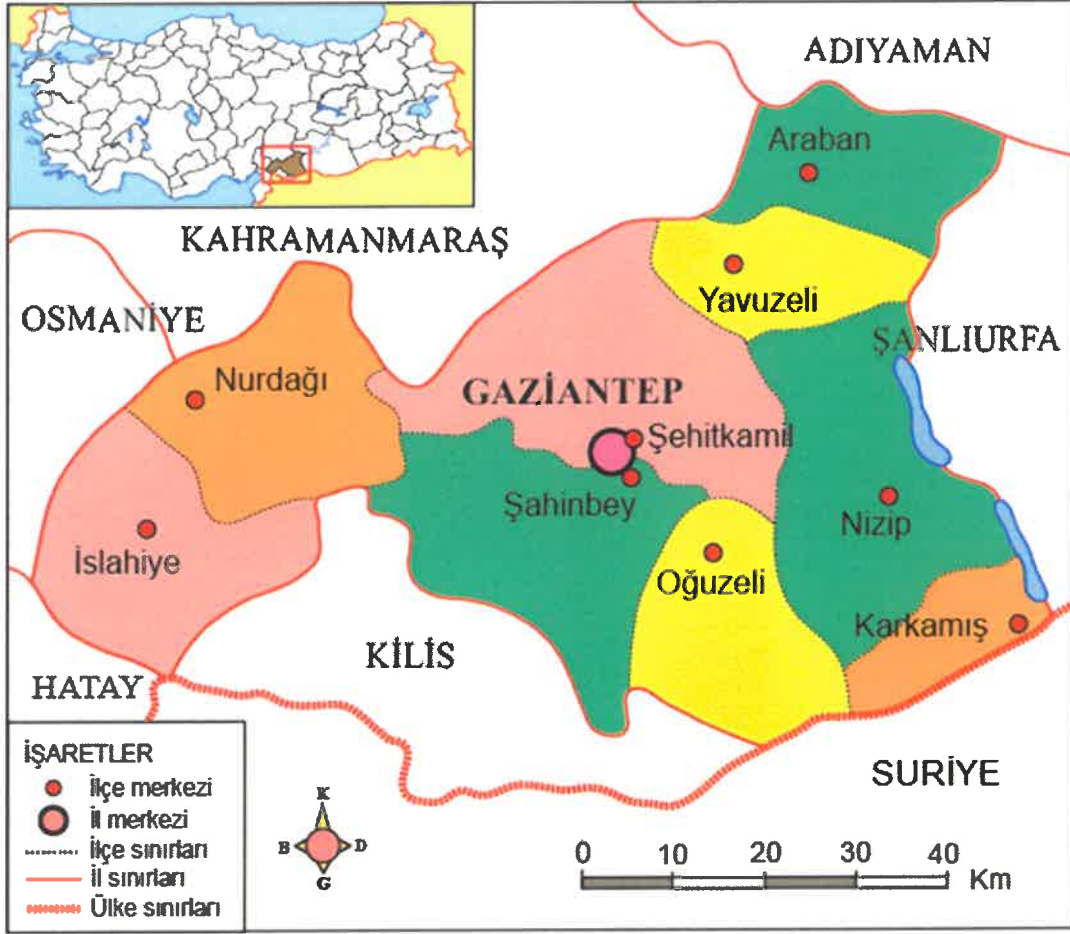 ADIYAMAN
Araban
KAHRAMANMARAŞ
Yavuzeli
OSMANİYE
ŞANLIURFA
Nurdağı
GAZİANTEP
Şehitkamil
Şahinbey
Nizip
İslahiye
Oğuzeli
Karkamış
KİLİS
HATAY
SURİYE
İŞARETLER
İlçe merkezi
İl merkezi
İlçe sınırları
İl sınırları
Ülke sınırları
K
B D
G
0 10 20 30 40
Km